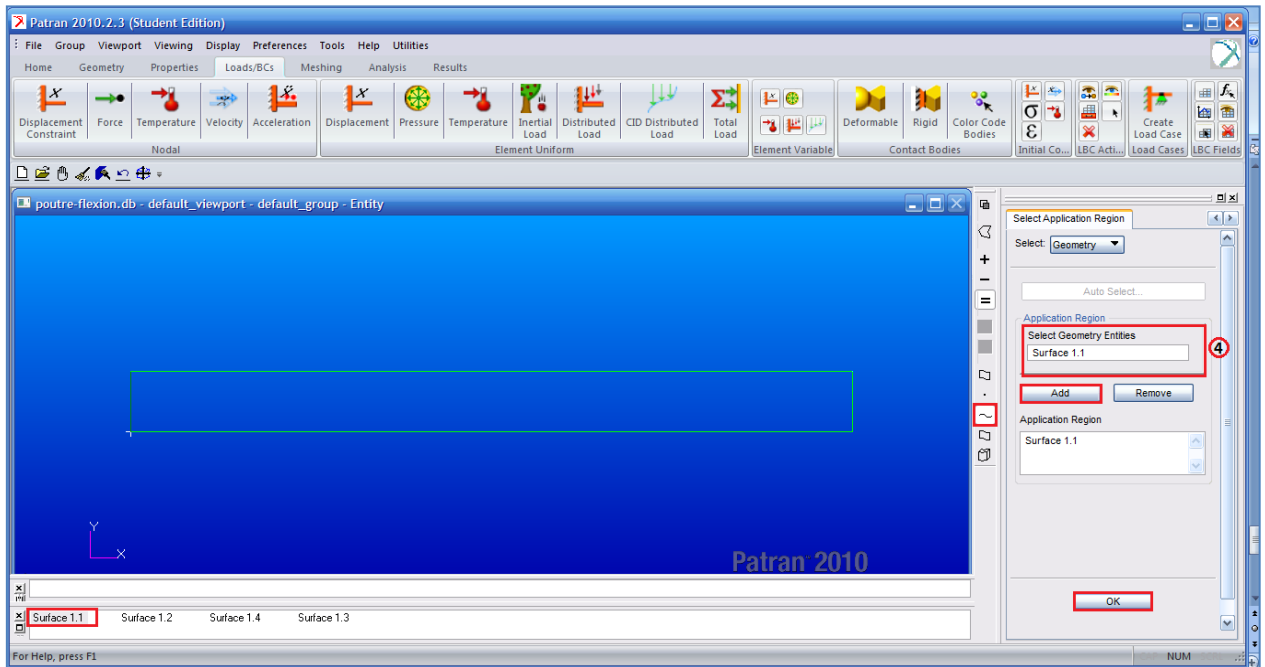 Patran 2010.2.3 (Student Edition)
File Group Viewport Viewing Display Preferences Tools Help Utilities
Home Geometry Properties Loads/BCs Meshing Analysis Results
Displacement Constraint
Force
Temperature
Velocity
Acceleration
Nodal
Displacement
Pressure
Temperature
Inertial Load
Distributed Load
CID Distributed Load
Total Load
Element Uniform
Element Variable
Deformable
Rigid
Color Code Bodies
Contact Bodies
Initial Co...
LBC Acti...
Create Load Case
Load Cases
LBC Fields
poutre-flexion.db - default_viewport - default_group - Entity
Select Application Region
Select: Geometry
Auto Select...
Application Region
Select Geometry Entities
Surface 1.1
4
Add
Remove
Application Region
Surface 1.1
Y
X
Patran 2010
OK
Surface 1.1 Surface 1.2 Surface 1.4 Surface 1.3
For Help, press F1
NUM